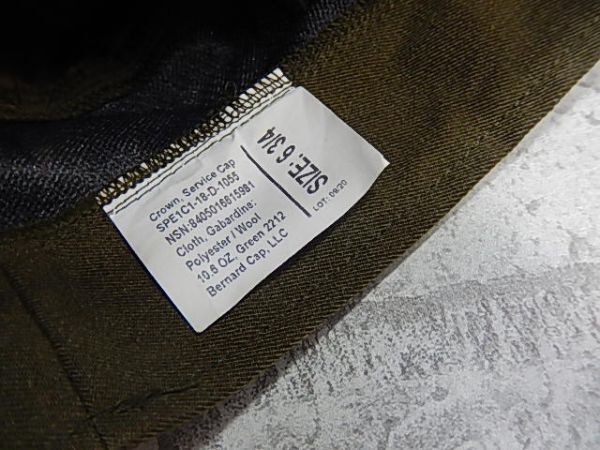 Crown, Service Cap
SPE1C1-18-D-1055
NSN:8405016815981
Cloth, Gabardine:
Polyester / Wool
10.5 OZ, Green 2212
Bernard Cap, LLC
SIZE: 6 3/4
LOT: 09/20